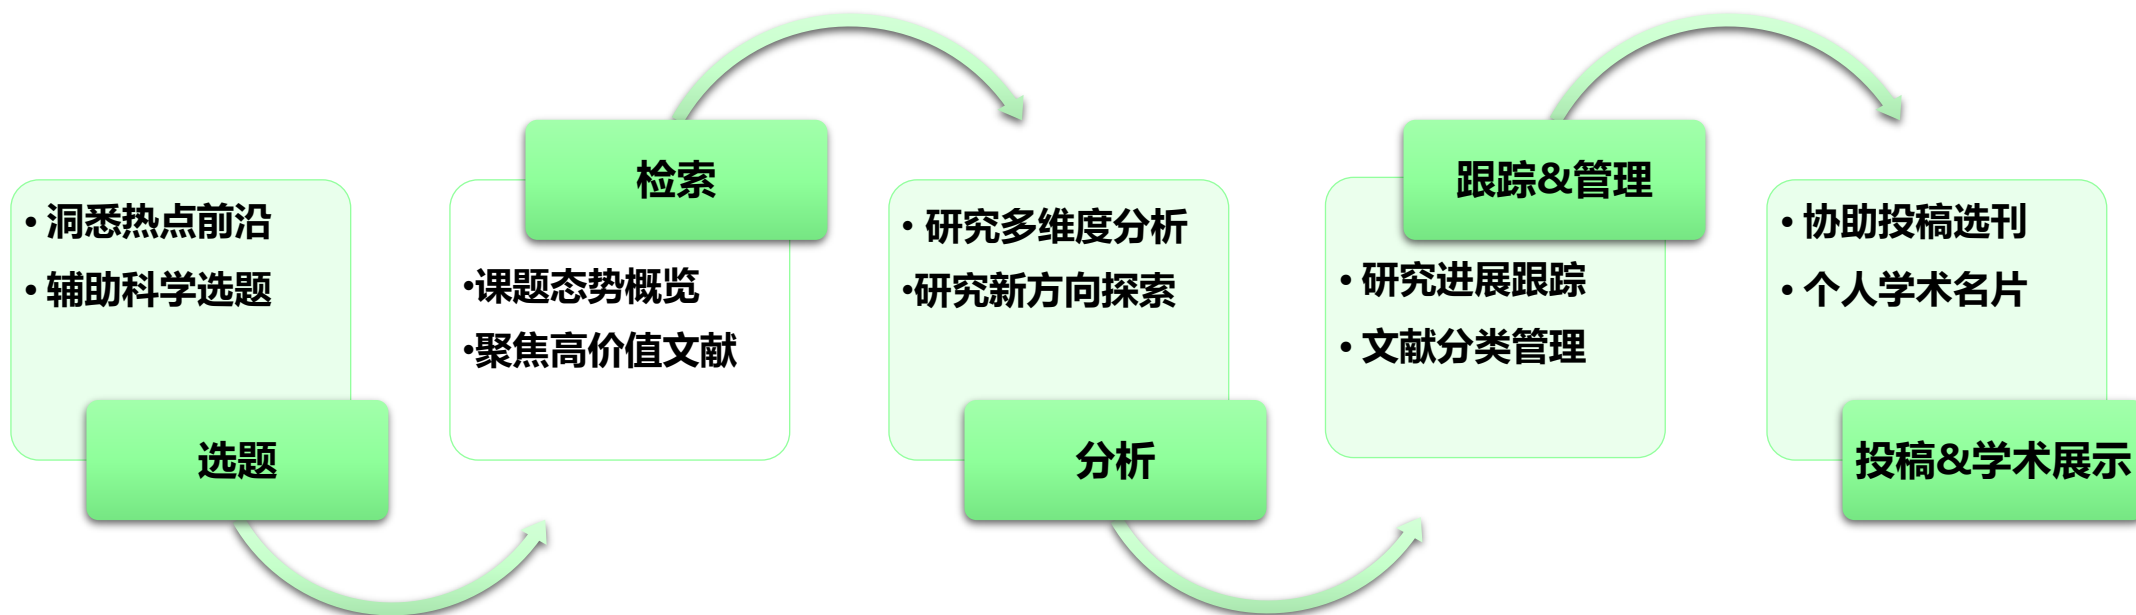 • 洞悉热点前沿
• 辅助科学选题
选题
检索
•课题态势概览
•聚焦高价值文献
• 研究多维度分析
•研究新方向探索
分析
跟踪&管理
• 研究进展跟踪
• 文献分类管理
• 协助投稿选刊
• 个人学术名片
投稿&学术展示